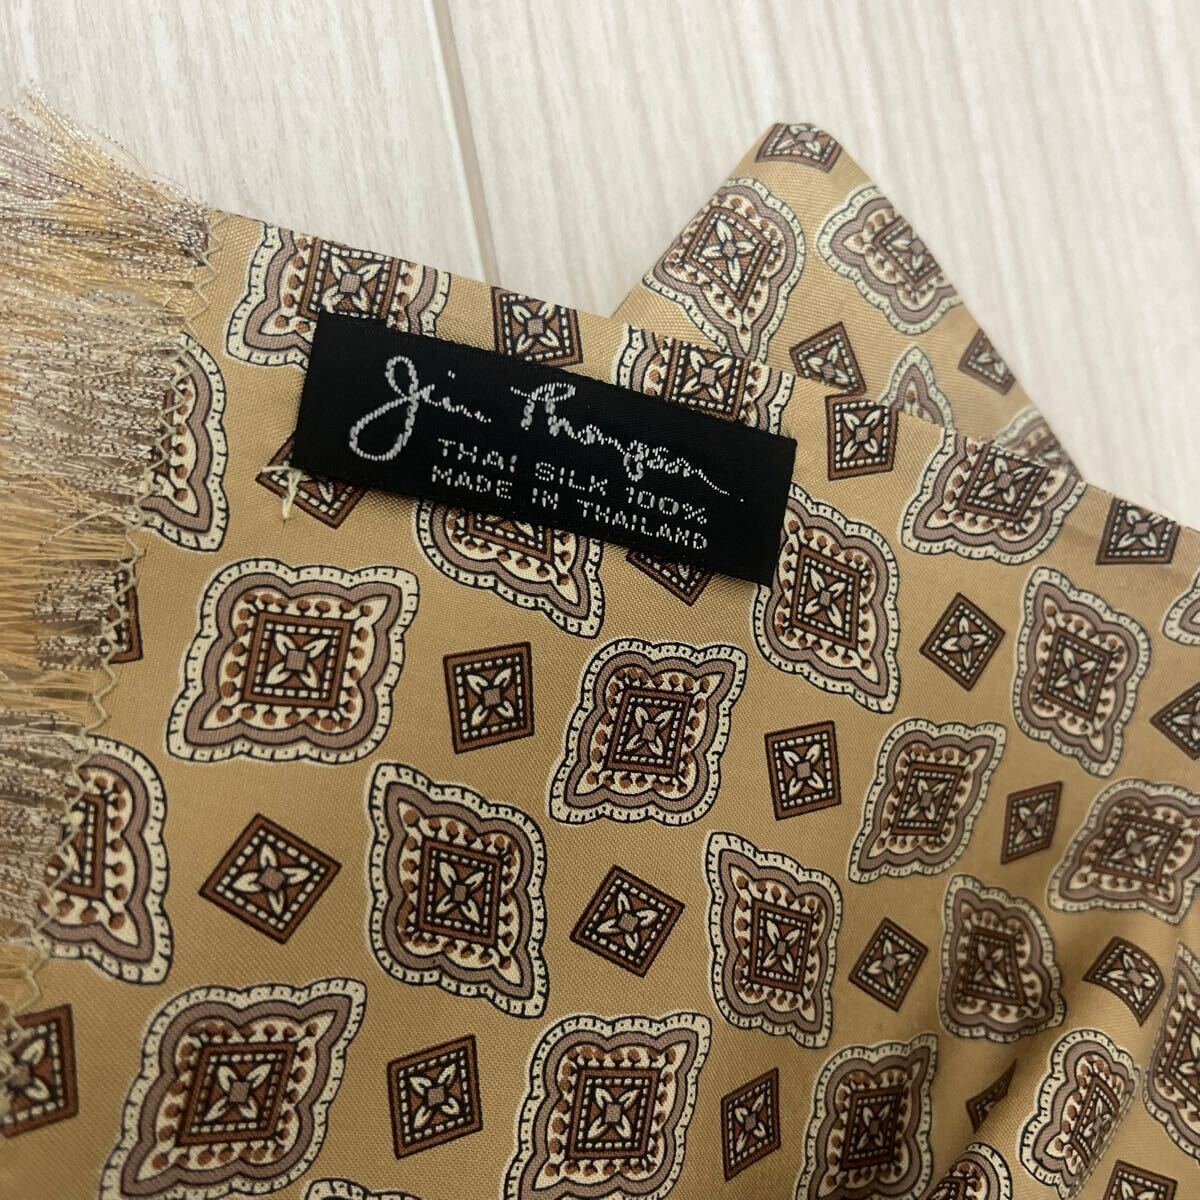 Jim Thompson
THAI SILK 100%
MADE IN THAILAND